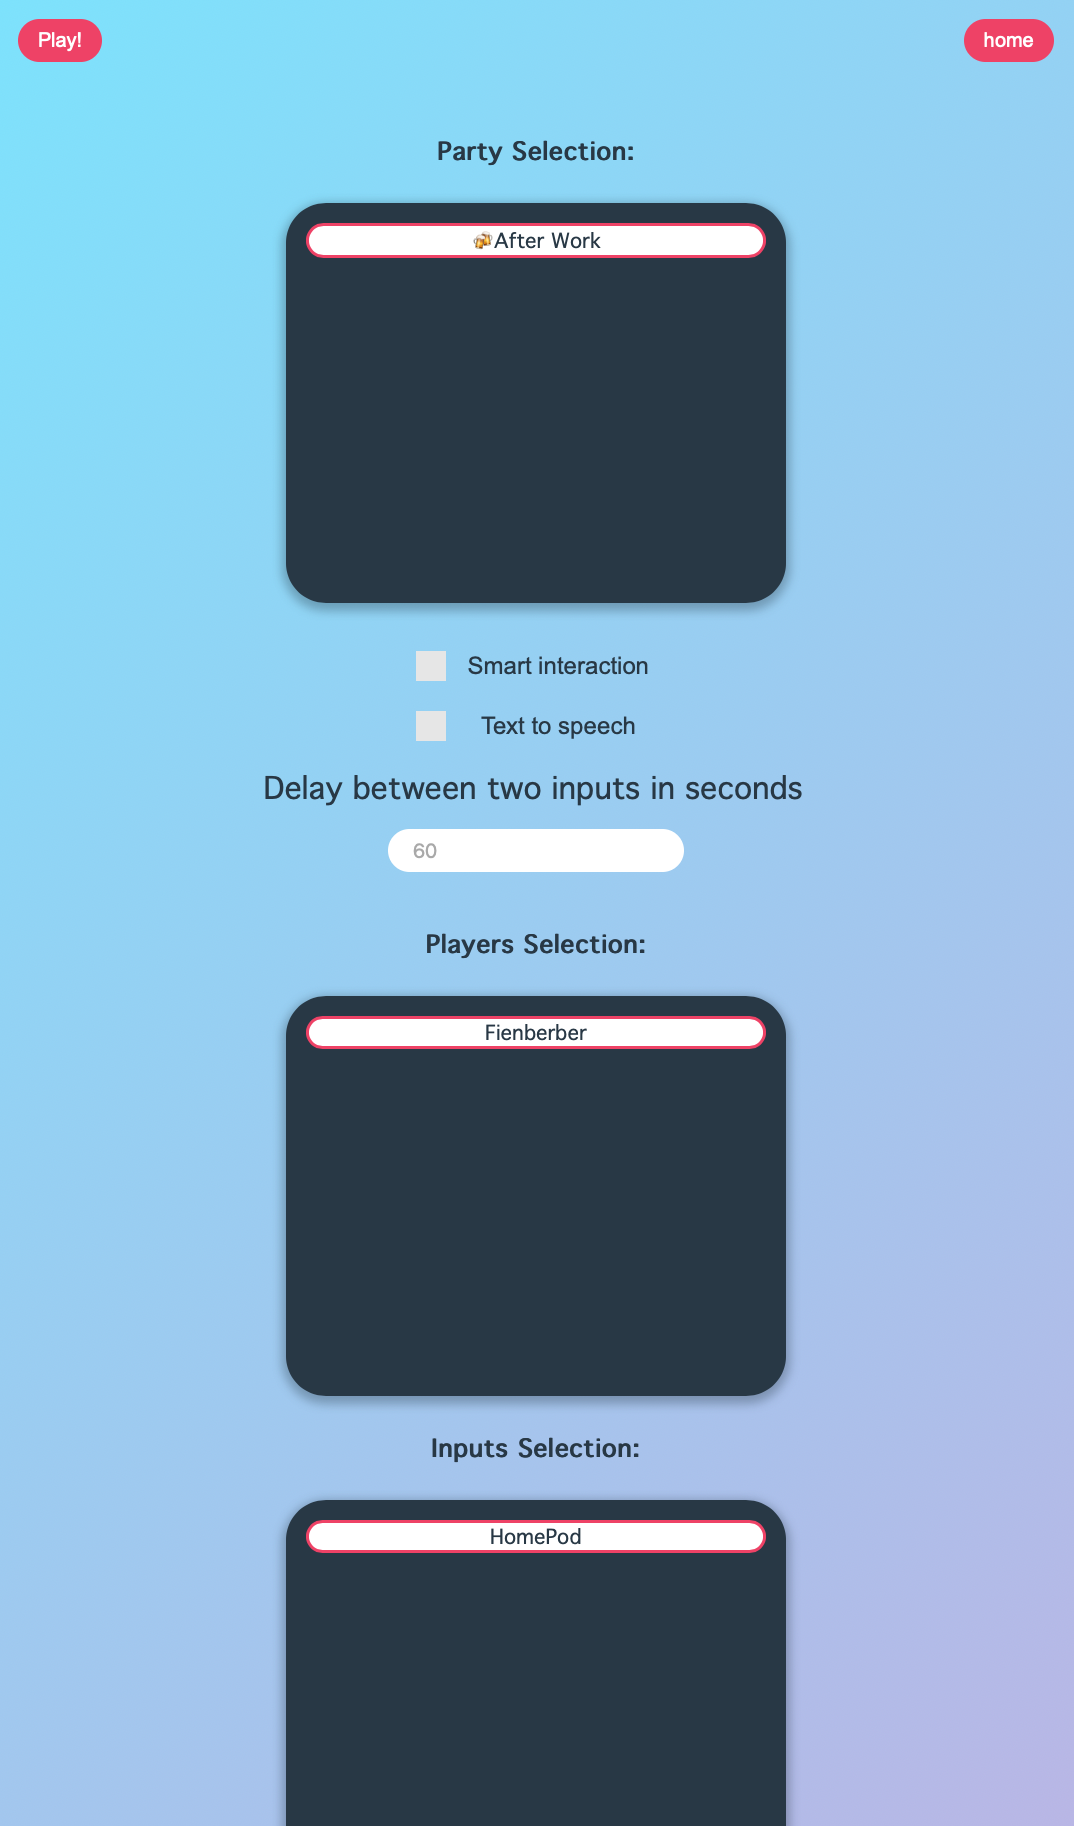 Play!
home
Party Selection:
🍻After Work
Smart interaction
Text to speech
Delay between two inputs in seconds
60
Players Selection:
Fienberber
Inputs Selection:
HomePod